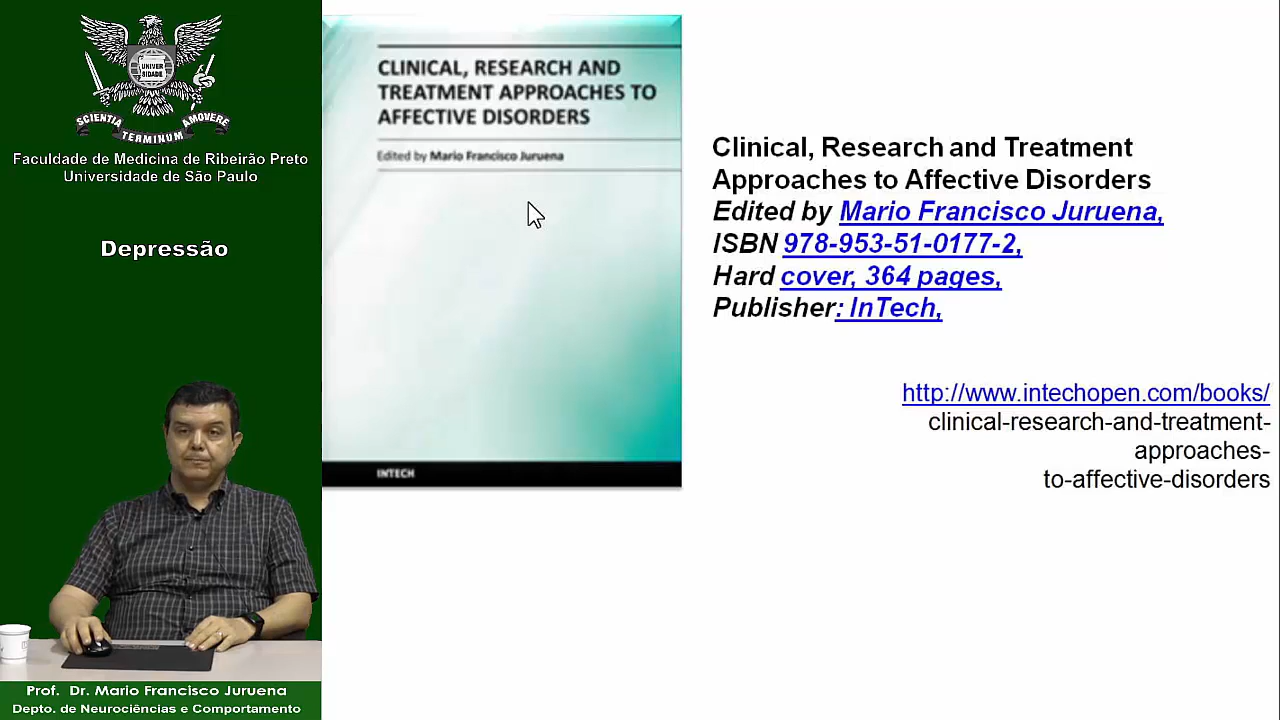 UNIVER
SIDADE
SCIENTIA
TERMINUM
AMOVERE
Faculdade de Medicina de Ribeirão Preto
Universidade de São Paulo
Depressão
Prof. Dr. Mario Francisco Juruena
Depto. de Neurociências e Comportamento
CLINICAL, RESEARCH AND
TREATMENT APPROACHES TO
AFFECTIVE DISORDERS
Edited by Mario Francisco Juruena
INTECH
Clinical, Research and Treatment
Approaches to Affective Disorders
Edited by Mario Francisco Juruena,
ISBN 978-953-51-0177-2,
Hard cover, 364 pages,
Publisher: InTech,
http://www.intechopen.com/books/
clinical-research-and-treatment-
approaches-
to-affective-disorders